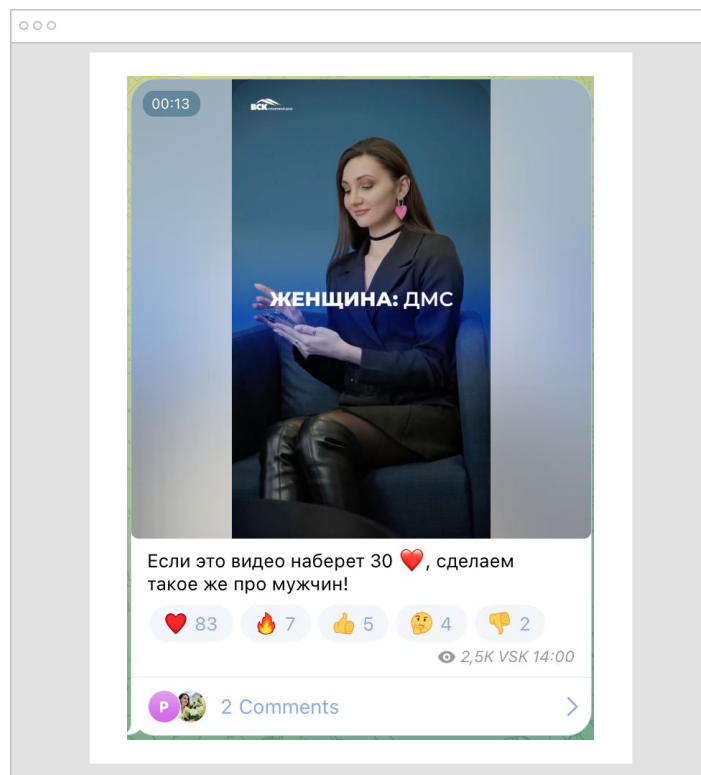 00:13
ВСК
ЖЕНЩИНА: ДМС
Если это видео наберет 30 ❤️, сделаем
такое же про мужчин!
❤️ 83 🔥 7 👍 5 🤔 4 👎 2
2,5K VSK 14:00
P
2 Comments